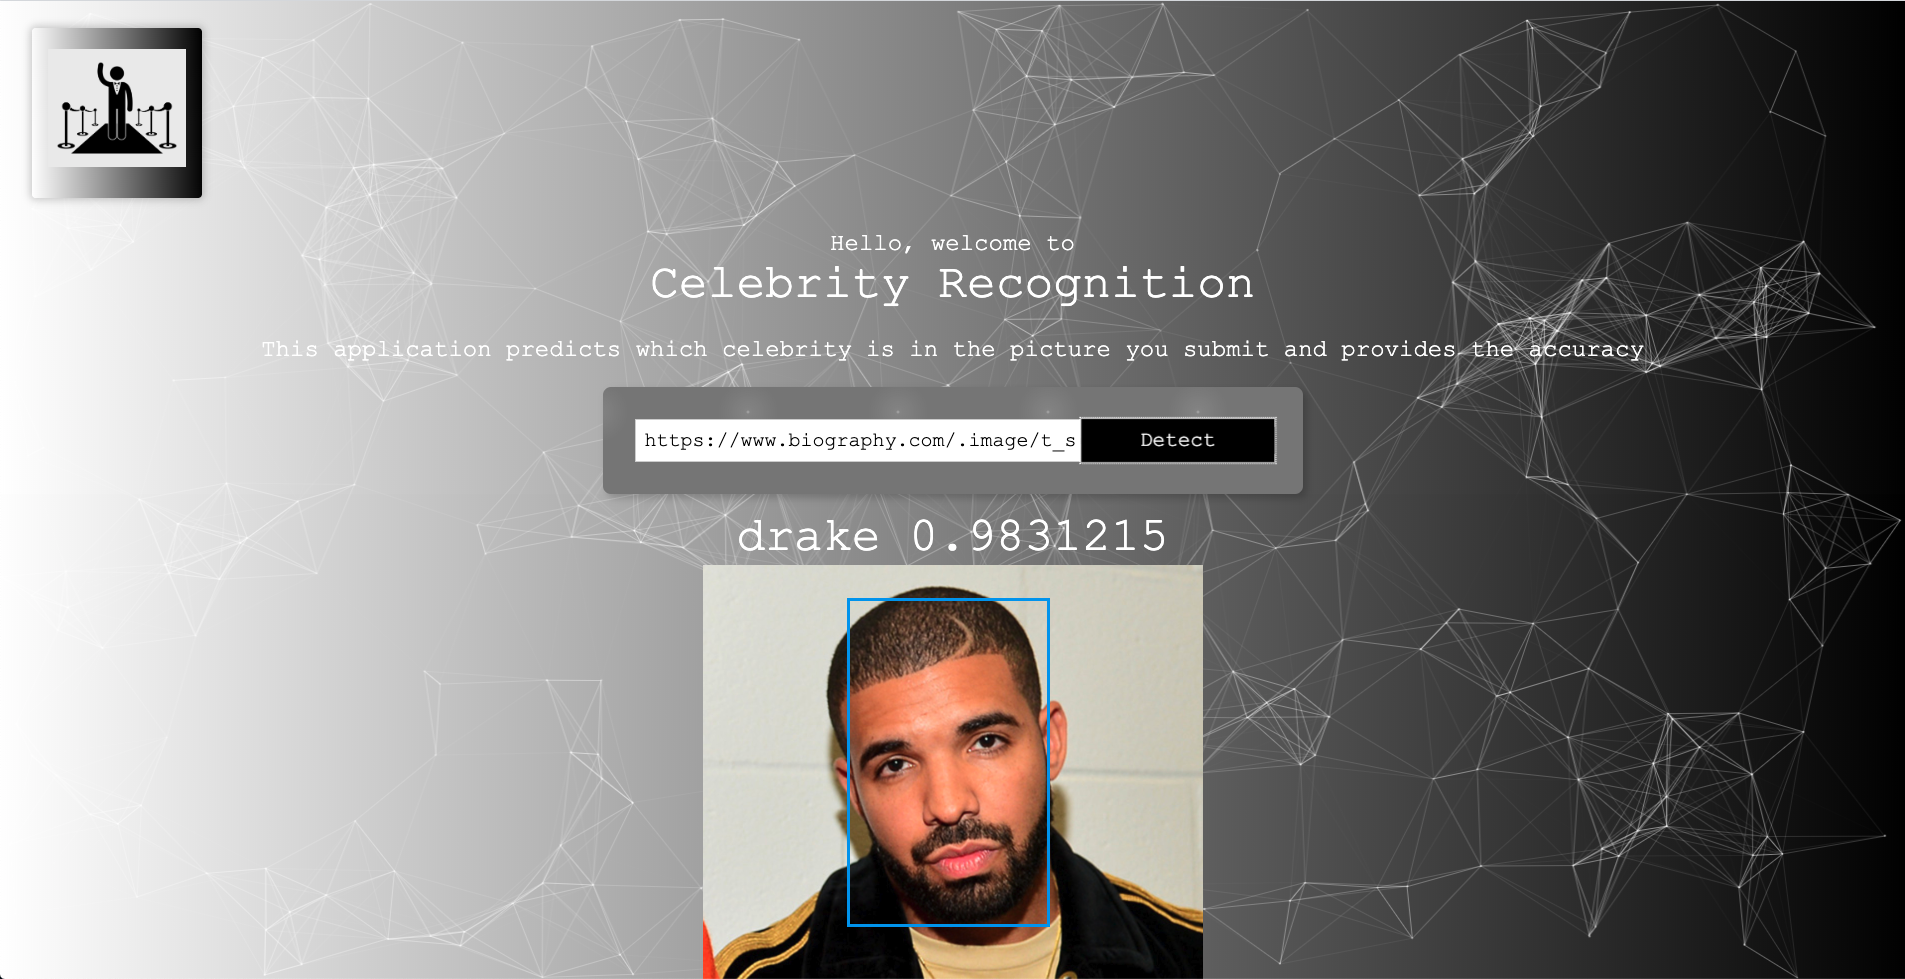 Hello, welcome to
Celebrity Recognition
This application predicts which celebrity is in the picture you submit and provides the accuracy
https://www.biography.com/.image/t_s Detect
drake 0.9831215